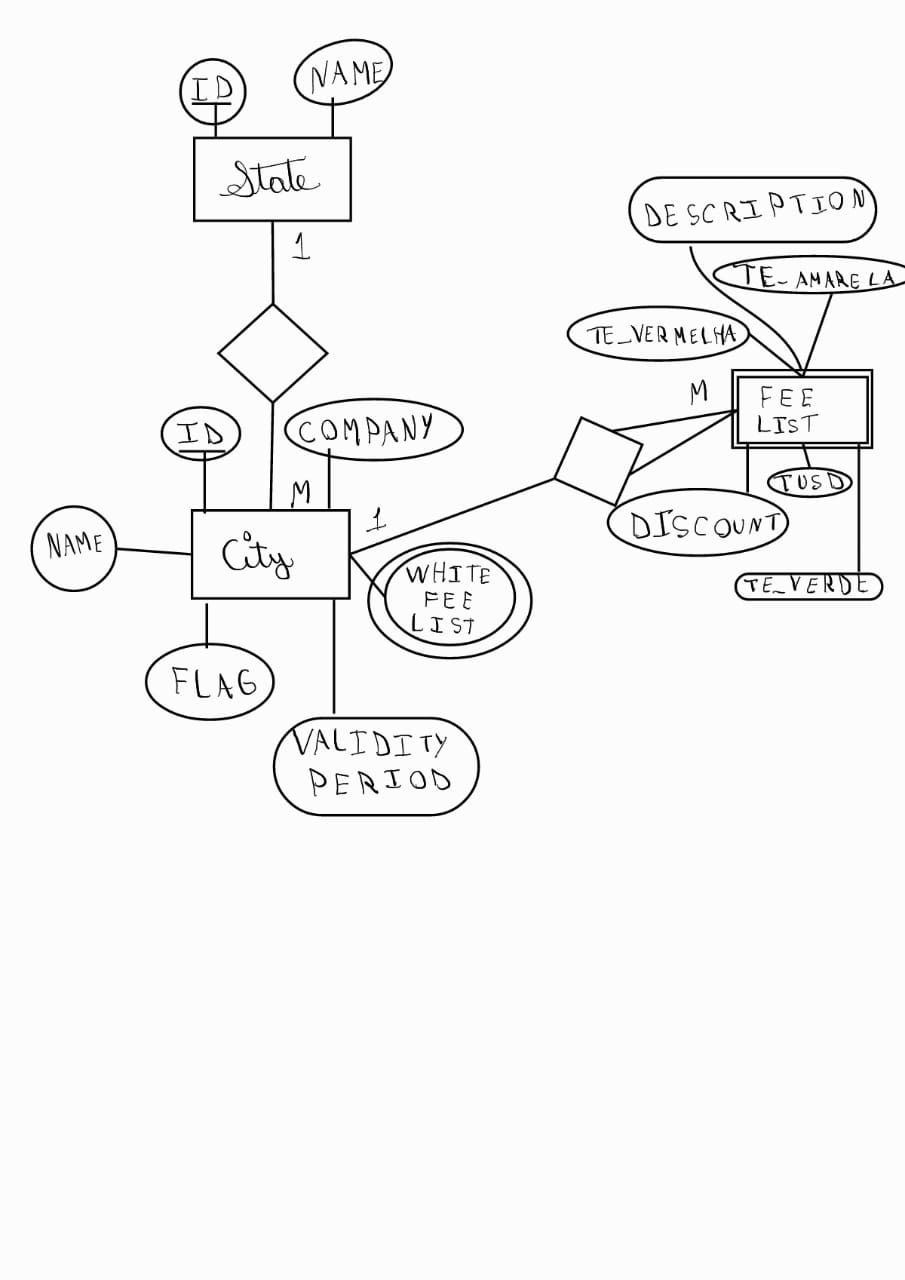 ID
NAME
State
1
DESCRIPTION
TE_AMARELA
TE_VERMELHA
M
FEE
LIST
ID
COMPANY
TUSD
M
1
DISCOUNT
NAME
City
WHITE
FEE
LIST
TE_VERDE
FLAG
VALIDITY
PERIOD